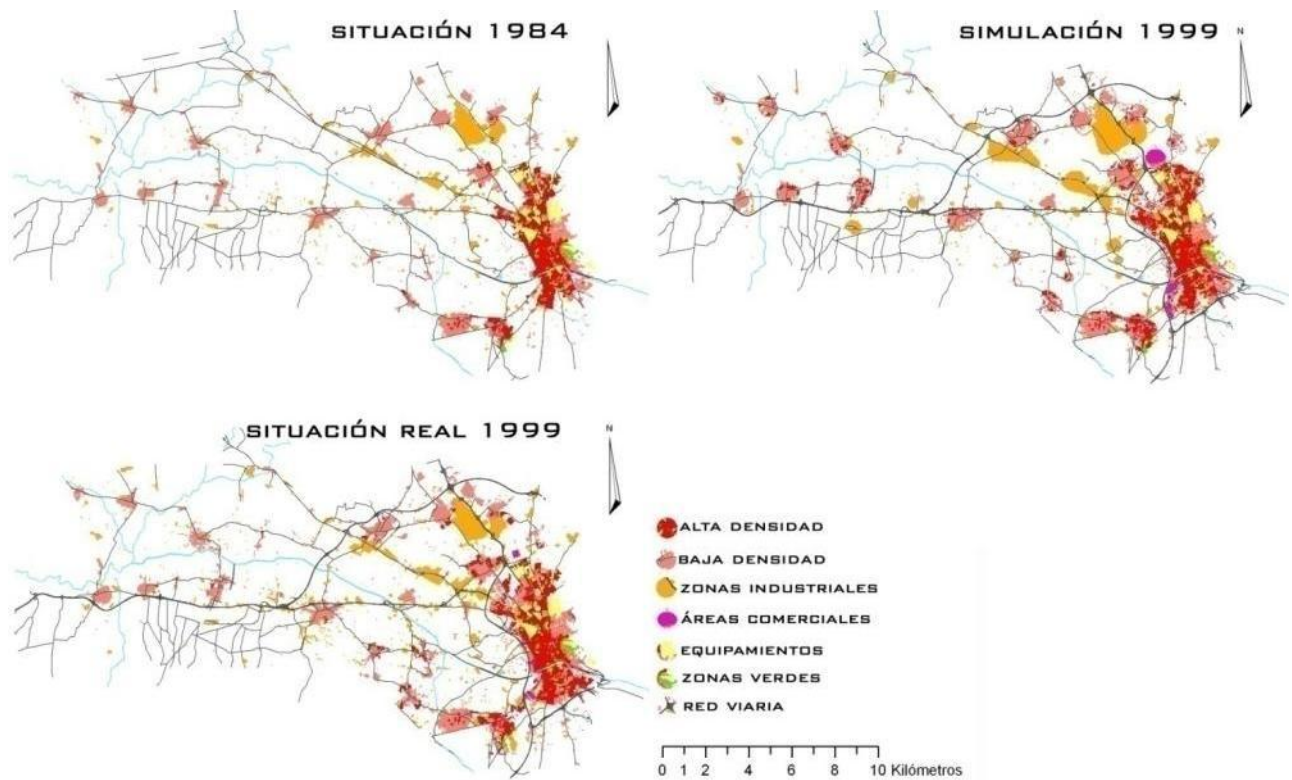 SITUACIÓN 1984
N
SIMULACIÓN 1999
SITUACIÓN REAL 1999
N
ALTA DENSIDAD
BAJA DENSIDAD
ZONAS INDUSTRIALES
ÁREAS COMERCIALES
EQUIPAMIENTOS
ZONAS VERDES
RED VIARIA
0 1 2 4 6 8 10 Kilómetros